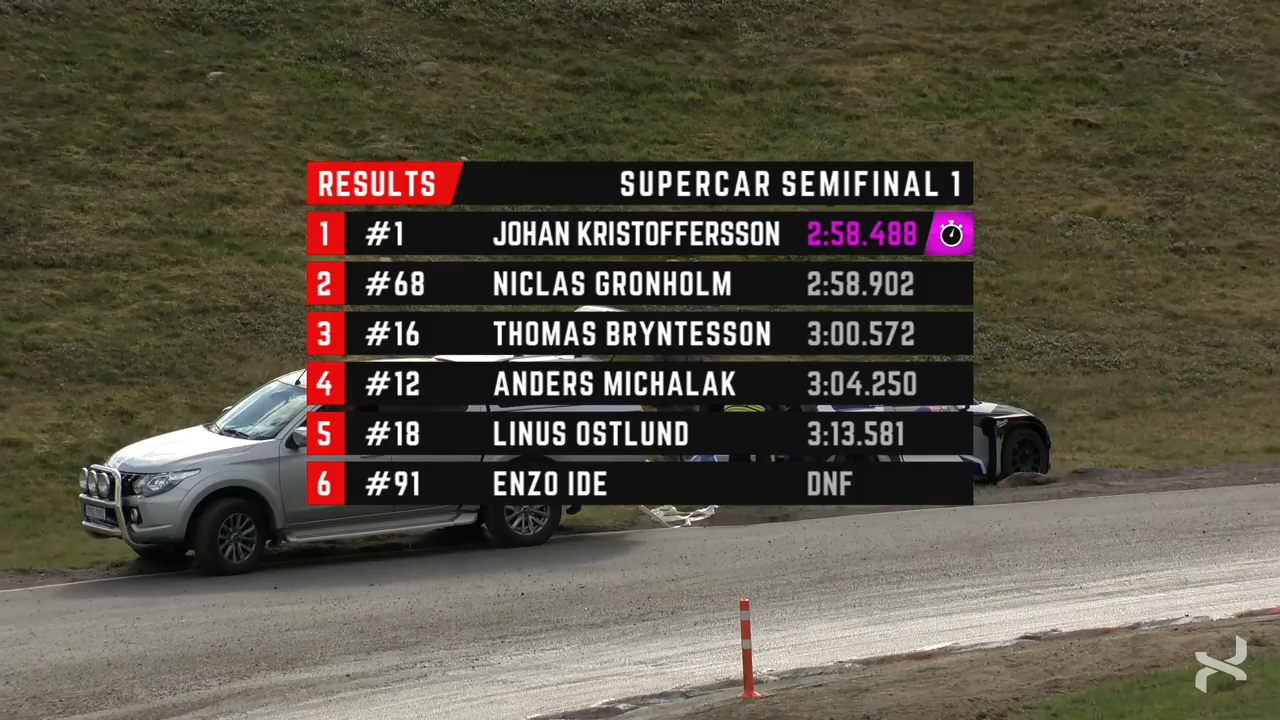 RESULTS SUPERCAR SEMIFINAL 1
1 #1 JOHAN KRISTOFFERSSON 2:58.488
2 #68 NICLAS GRONHOLM 2:58.902
3 #16 THOMAS BRYNTESSON 3:00.572
4 #12 ANDERS MICHALAK 3:04.250
5 #18 LINUS OSTLUND 3:13.581
6 #91 ENZO IDE DNF